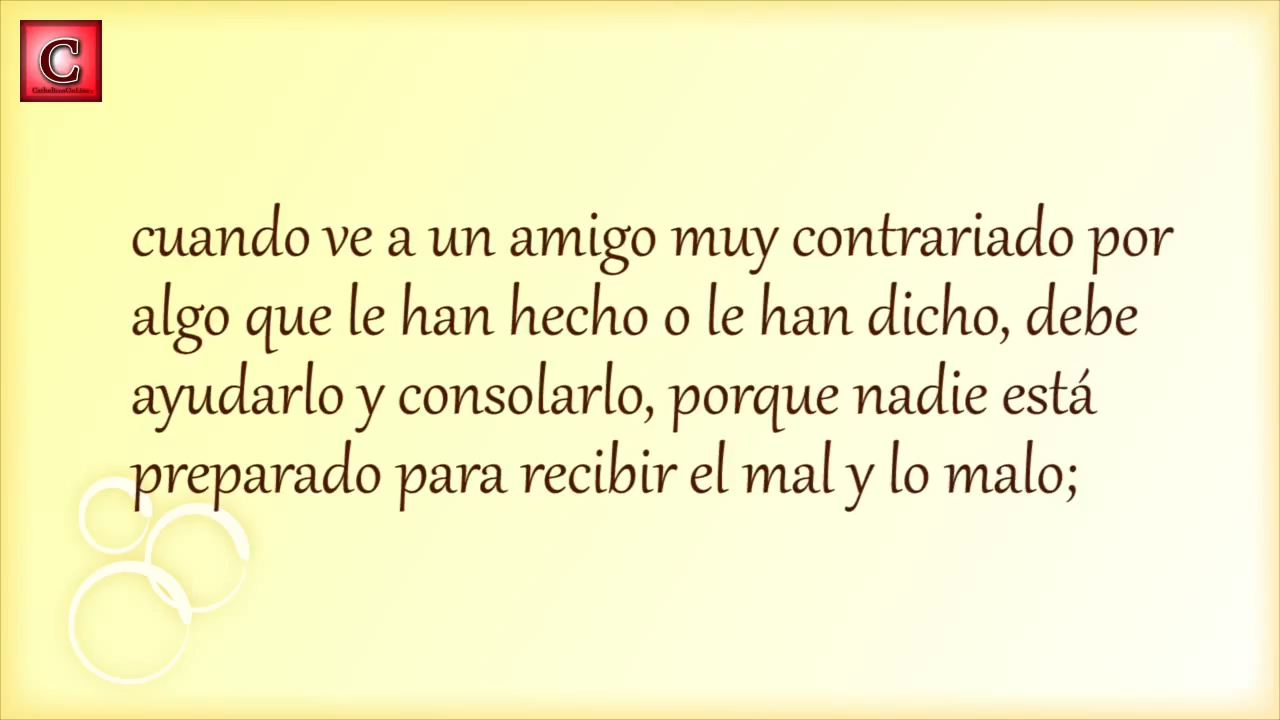 C
cuando ve a un amigo muy contrariado por
algo que le han hecho o le han dicho, debe
ayudarlo y consolarlo, porque nadie está
preparado para recibir el mal y lo malo;